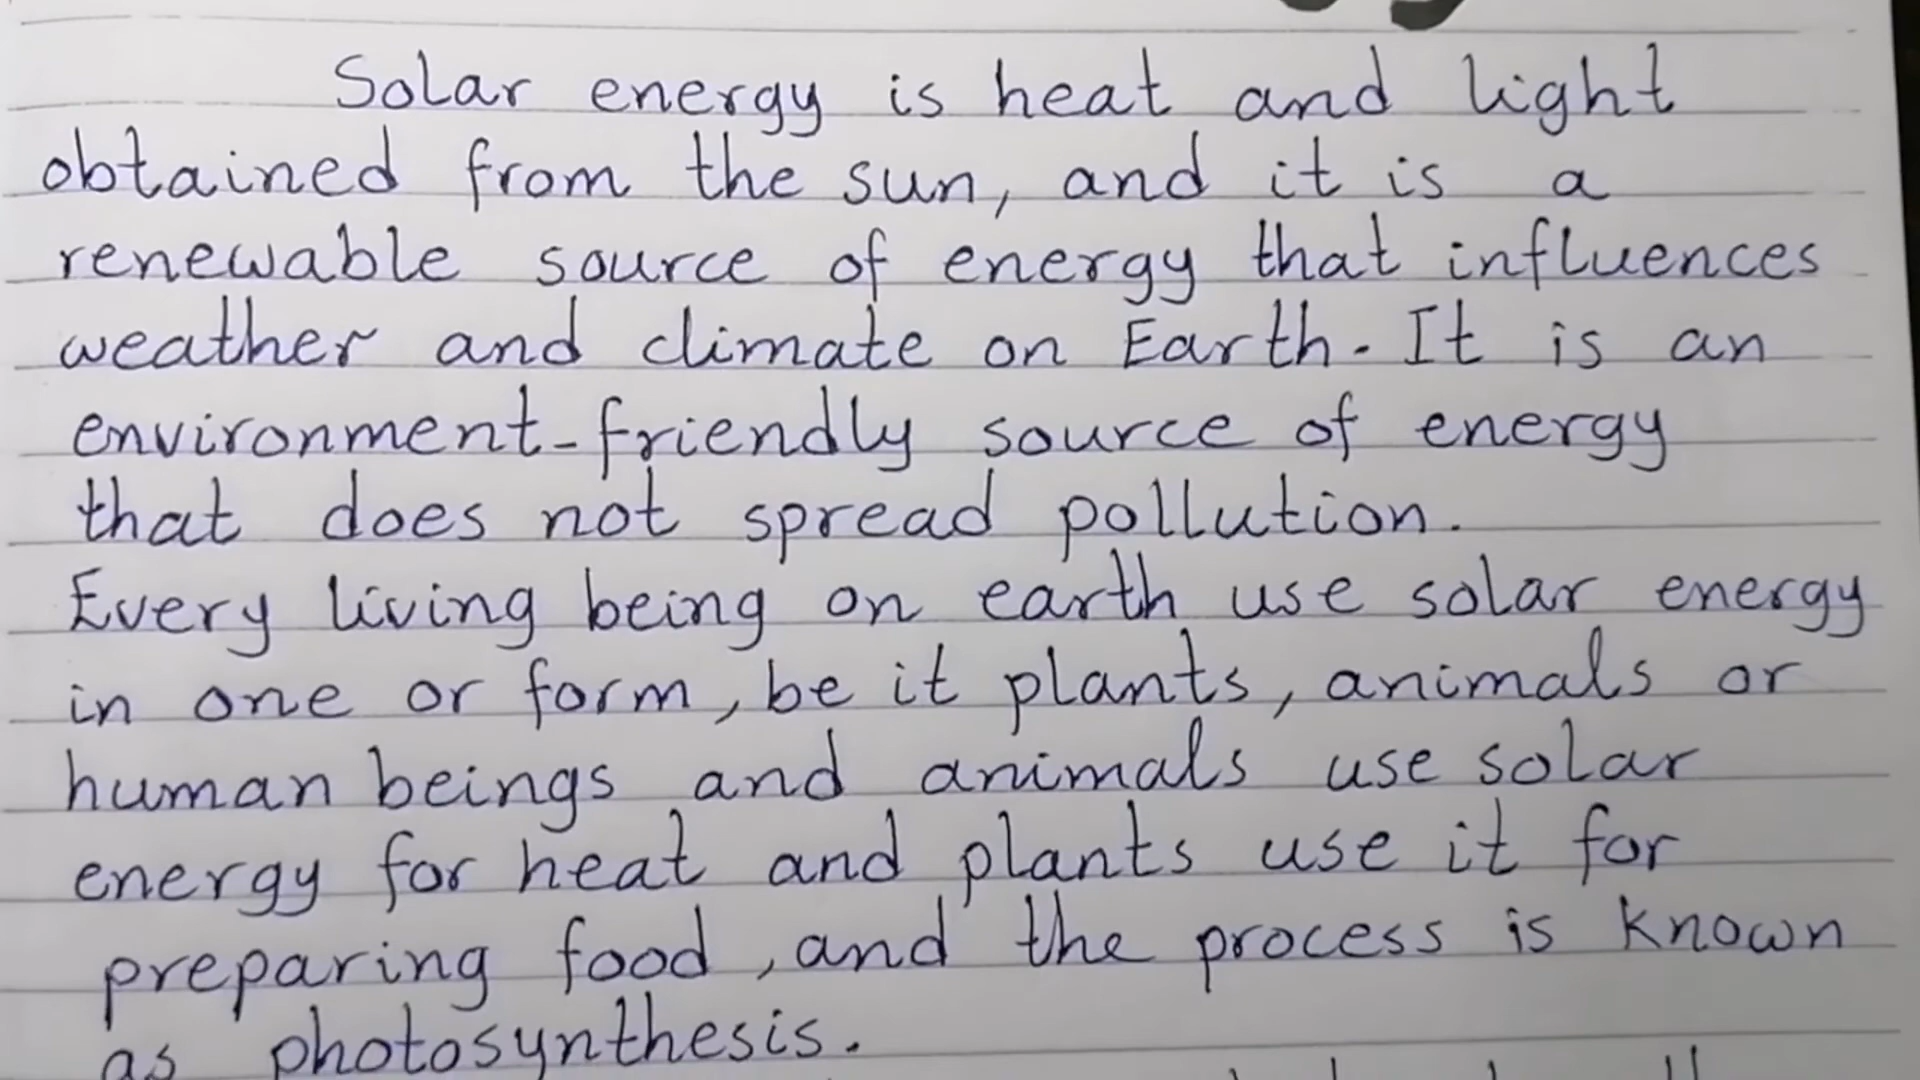 Solar energy is heat and light
obtained from the sun, and it is a
renewable source of energy that influences
weather and climate on Earth. It is an
environment-friendly source of energy
that does not spread pollution.
Every living being on earth use solar energy
in one or form, be it plants, animals or
human beings and animals use solar
energy for heat and plants use it for
preparing food, and the process is known
as photosynthesis.